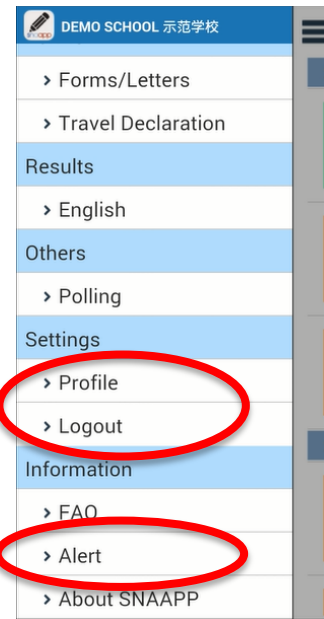 DEMO SCHOOL 示范学校
Forms/Letters
Travel Declaration
Results
English
Others
Polling
Settings
Profile
Logout
Information
FAQ
Alert
About SNAAPP